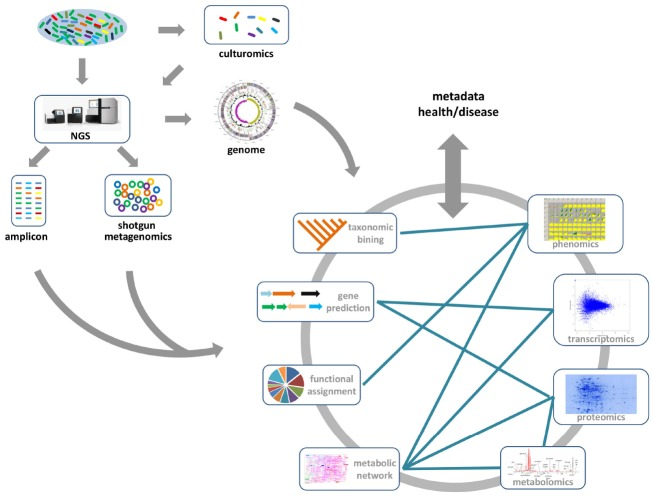 culturomics
NGS
genome
metadata
health/disease
amplicon
shotgun
metagenomics
taxonomic
bining
phenomics
gene
prediction
transcriptomics
functional
assignment
proteomics
metabolic
network
metabolomics